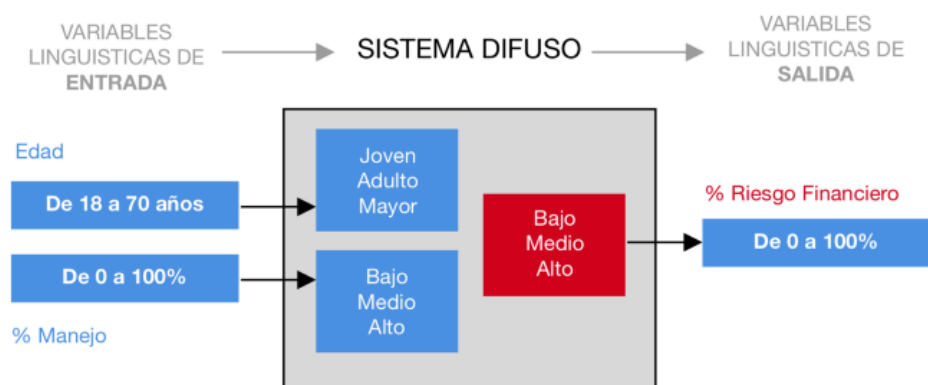 VARIABLES
LINGUISTICAS DE
ENTRADA
SISTEMA DIFUSO
VARIABLES
LINGUISTICAS DE
SALIDA
Edad
De 18 a 70 años
Joven
Adulto
Mayor
De 0 a 100%
% Manejo
Bajo
Medio
Alto
Bajo
Medio
Alto
% Riesgo Financiero
De 0 a 100%